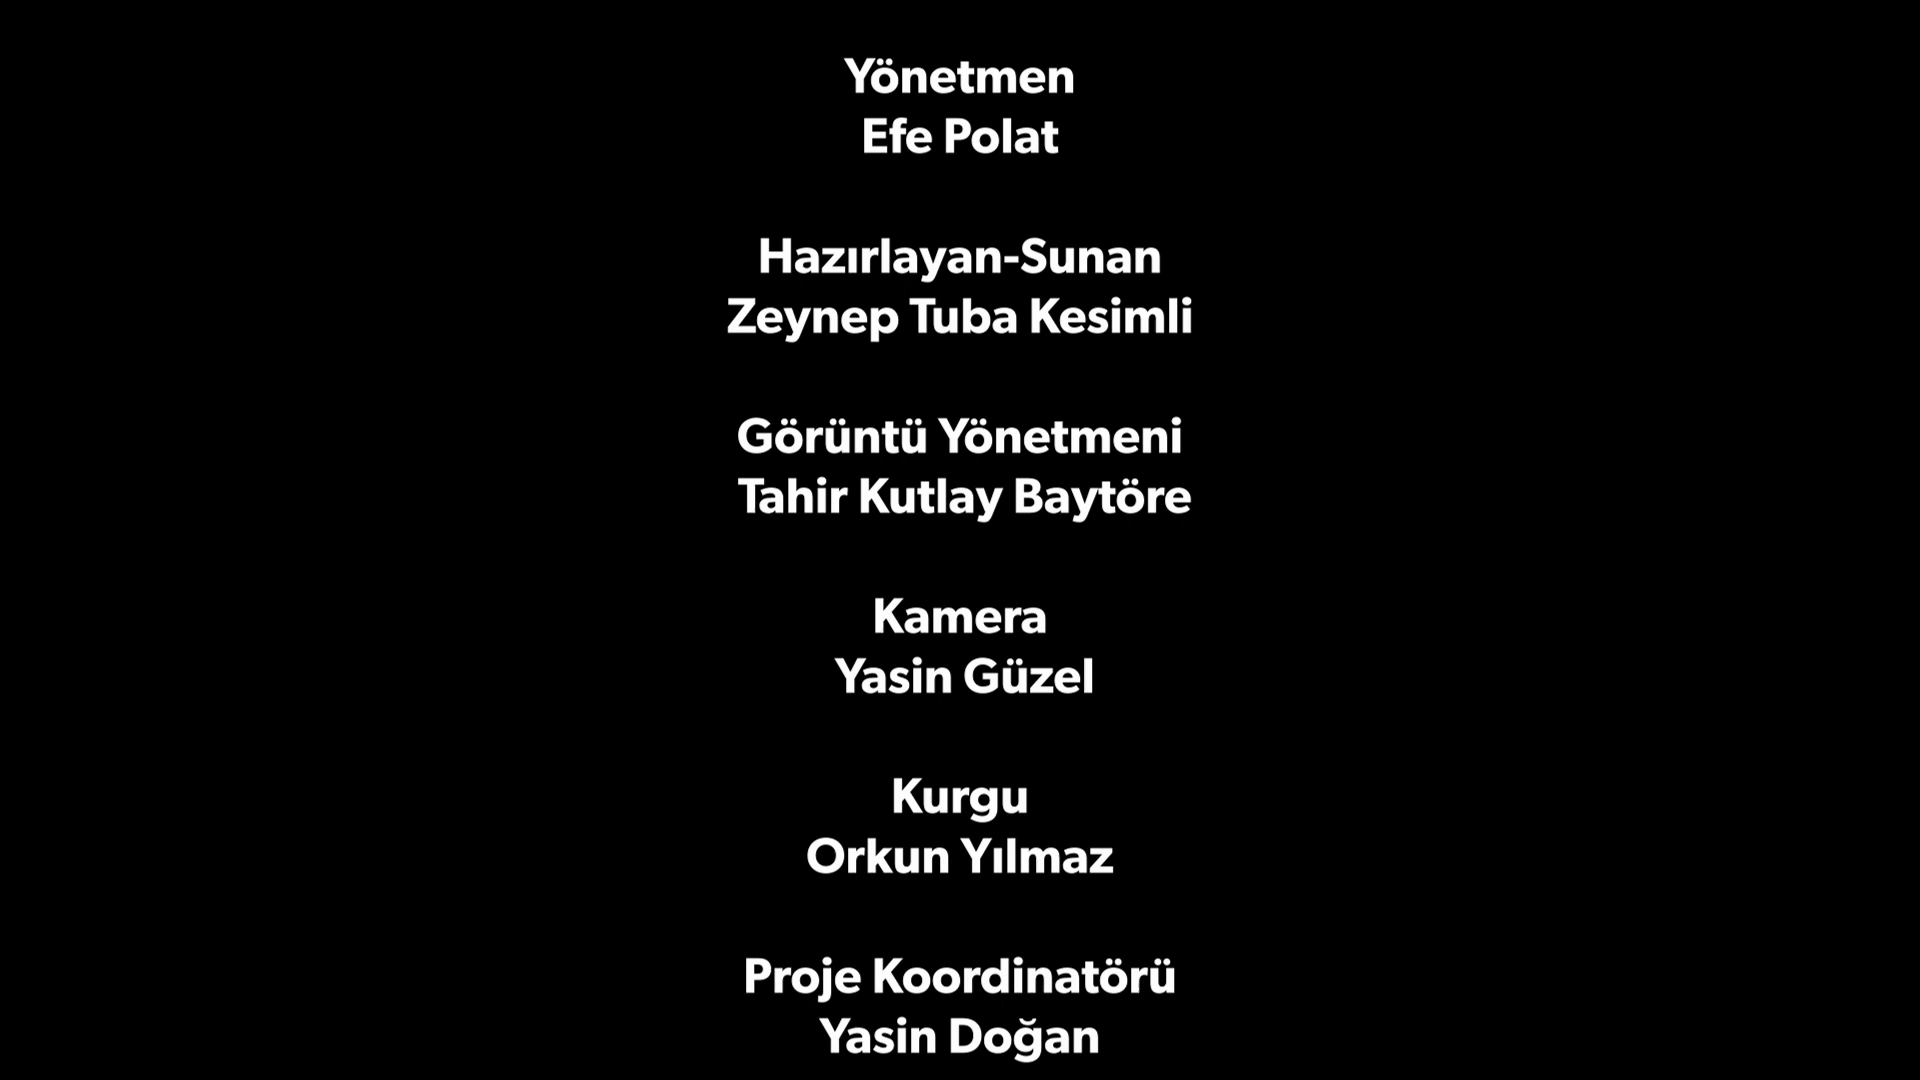 Yönetmen
Efe Polat
Hazırlayan-Sunan
Zeynep Tuba Kesimli
Görüntü Yönetmeni
Tahir Kutlay Baytöre
Kamera
Yasin Güzel
Kurgu
Orkun Yılmaz
Proje Koordinatörü
Yasin Doğan